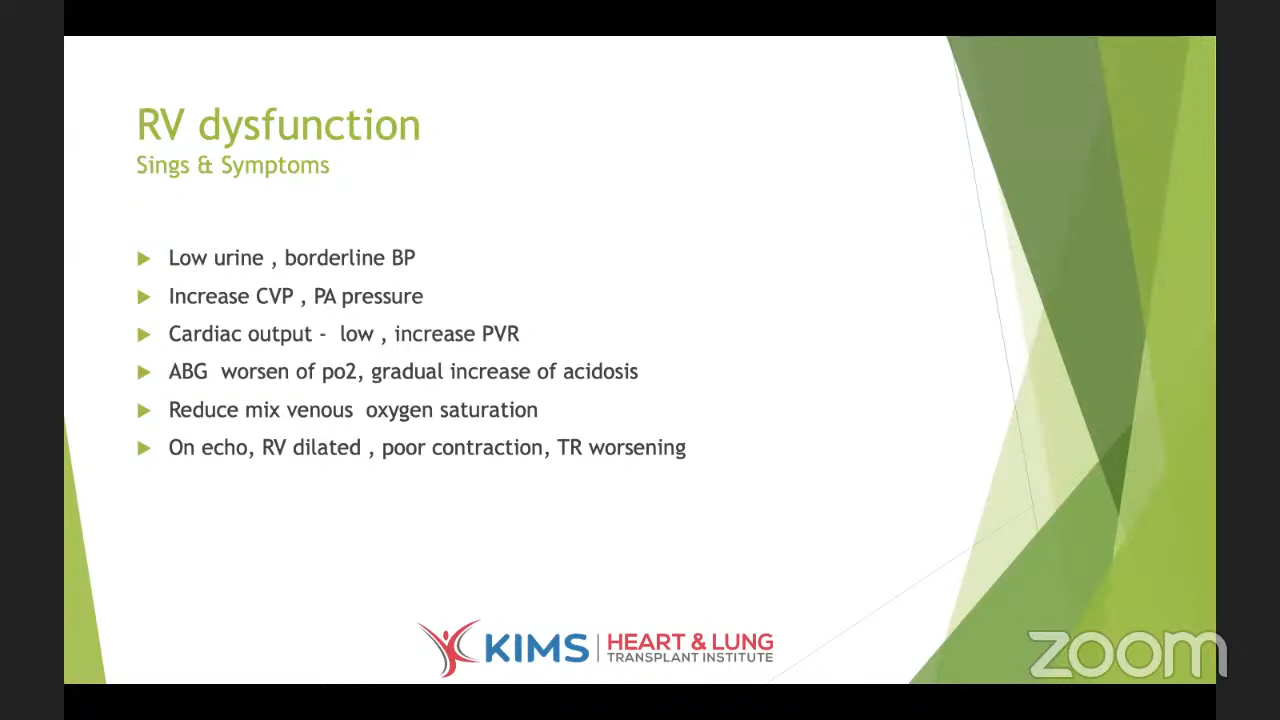 RV dysfunction
Sings & Symptoms
Low urine , borderline BP
Increase CVP , PA pressure
Cardiac output - low , increase PVR
ABG worsen of po2, gradual increase of acidosis
Reduce mix venous oxygen saturation
On echo, RV dilated , poor contraction, TR worsening
KIMS
HEART & LUNG
TRANSPLANT INSTITUTE
zoom